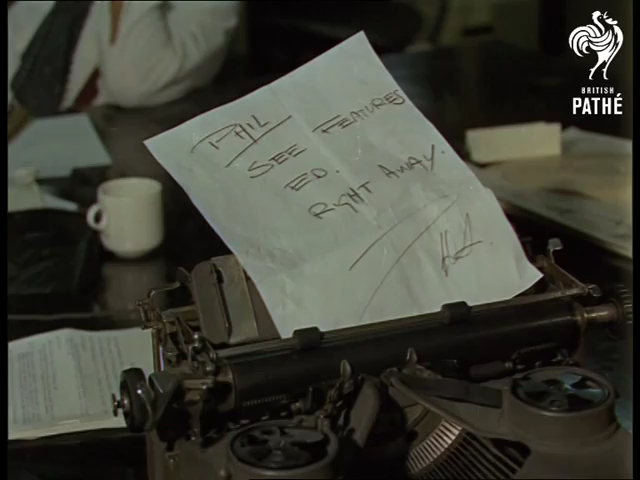 PHIL
SEE FEATURES
ED.
RIGHT AWAY.
BRITISH
PATHÉ